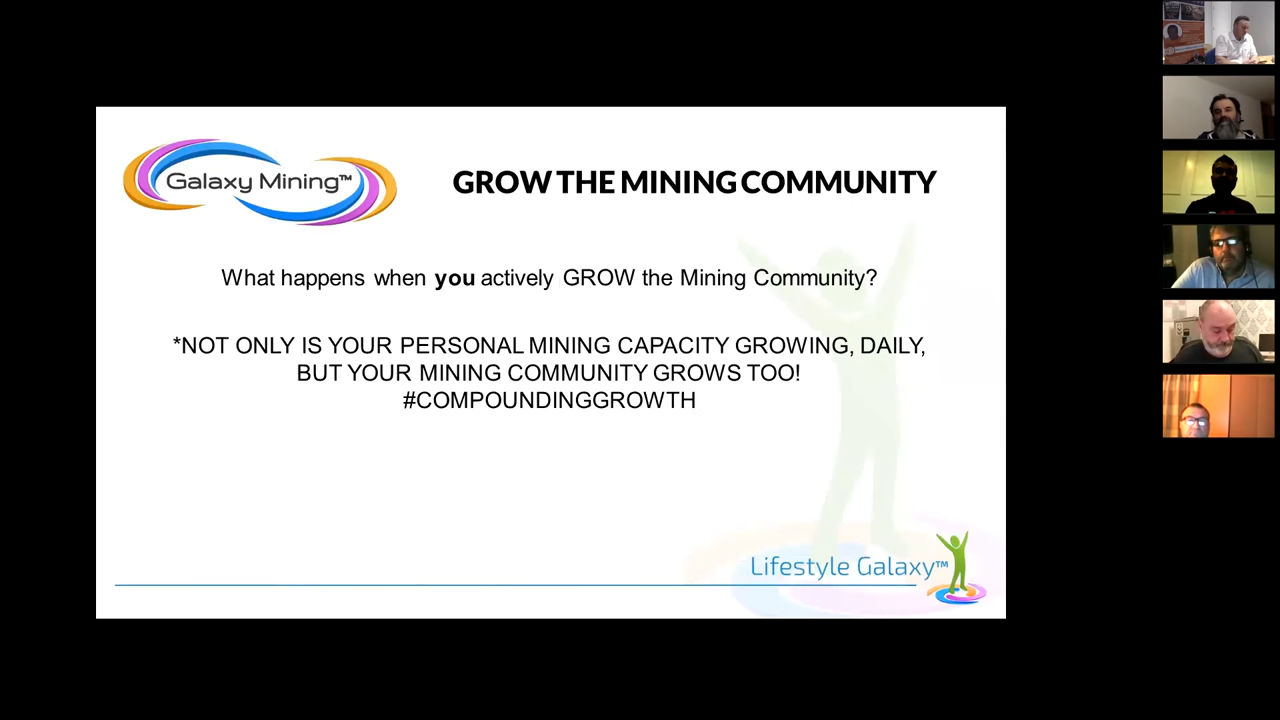 Galaxy Mining™
GROW THE MINING COMMUNITY
What happens when you actively GROW the Mining Community?
*NOT ONLY IS YOUR PERSONAL MINING CAPACITY GROWING, DAILY,
BUT YOUR MINING COMMUNITY GROWS TOO!
#COMPOUNDINGGROWTH
Lifestyle Galaxy™